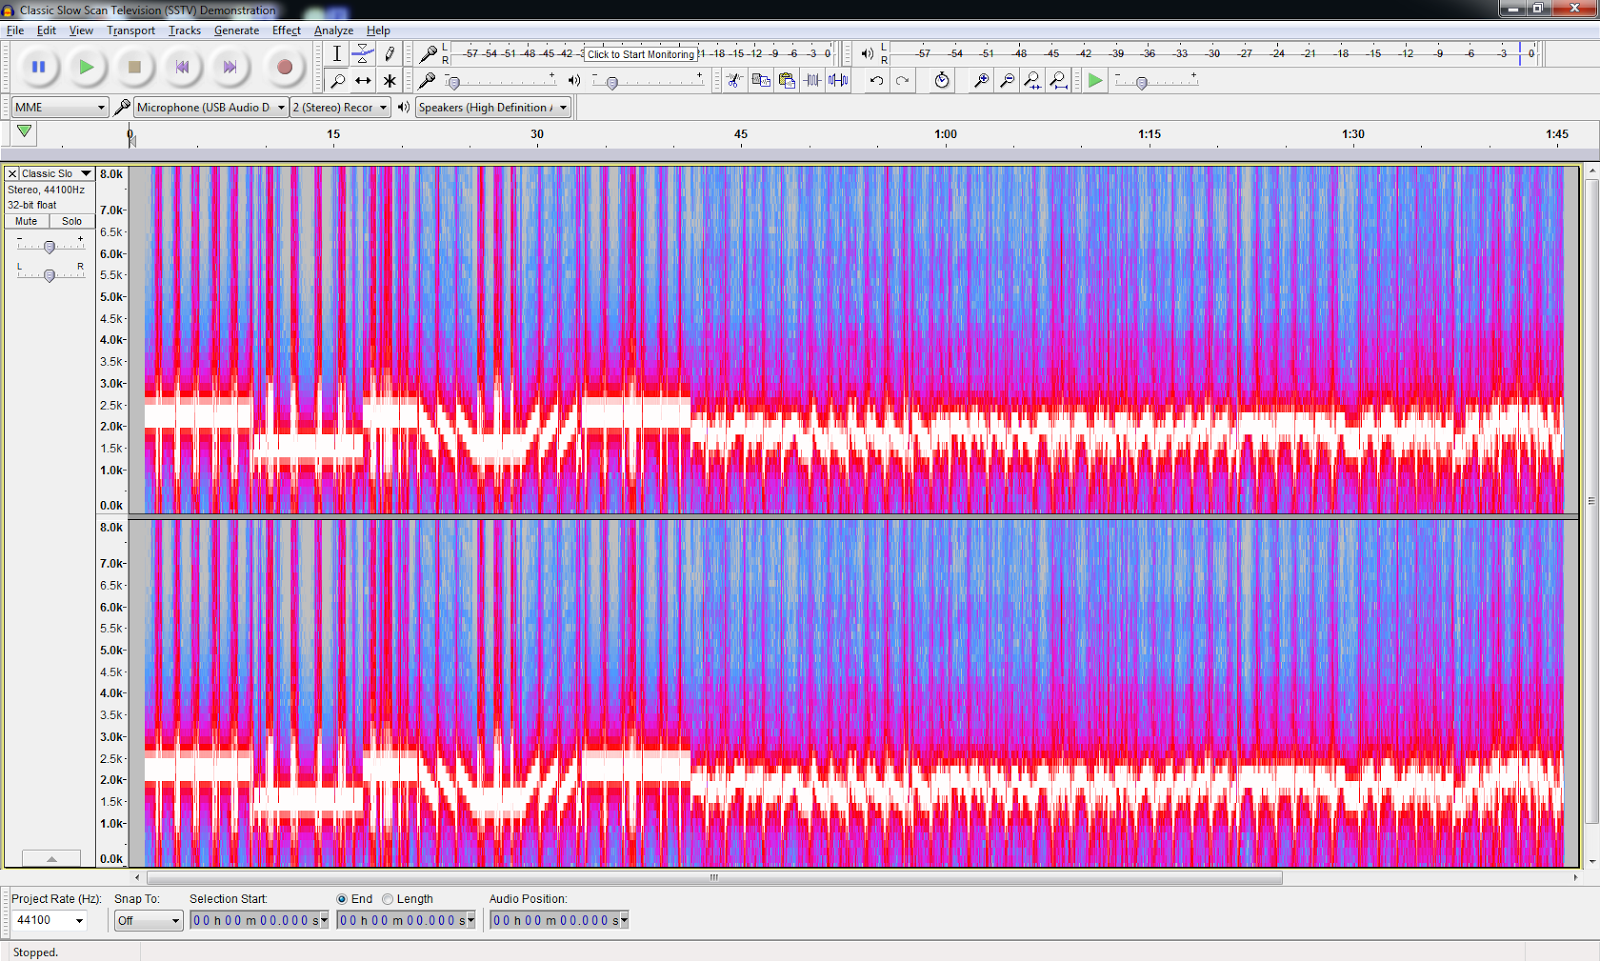 Classic Slow Scan Television (SSTV) Demonstration
File Edit View Transport Tracks Generate Effect Analyze Help
L R -57 -54 -51 -48 -45 -42 Click to Start Monitoring -18 -15 -12 -9 -6 -3 0
L R -57 -54 -51 -48 -45 -42 -39 -36 -33 -30 -27 -24 -21 -18 -15 -12 -9 -6 -3 0
- + - + - +
MME Microphone (USB Audio D 2 (Stereo) Recor Speakers (High Definition
0 15 30 45 1:00 1:15 1:30 1:45
Classic Slo
Stereo, 44100Hz
32-bit float
Mute Solo
- +
L R
8.0k
7.0k
6.5k
6.0k
5.5k
5.0k
4.5k
4.0k
3.5k
3.0k
2.5k
2.0k
1.5k
1.0k
0.0k
8.0k
7.0k
6.5k
6.0k
5.5k
5.0k
4.5k
4.0k
3.5k
3.0k
2.5k
2.0k
1.5k
1.0k
0.0k
Project Rate (Hz): Snap To: Selection Start: End Length Audio Position:
44100 Off 00 h 00 m 00.000 s 00 h 00 m 00.000 s 00 h 00 m 00.000 s
Stopped.